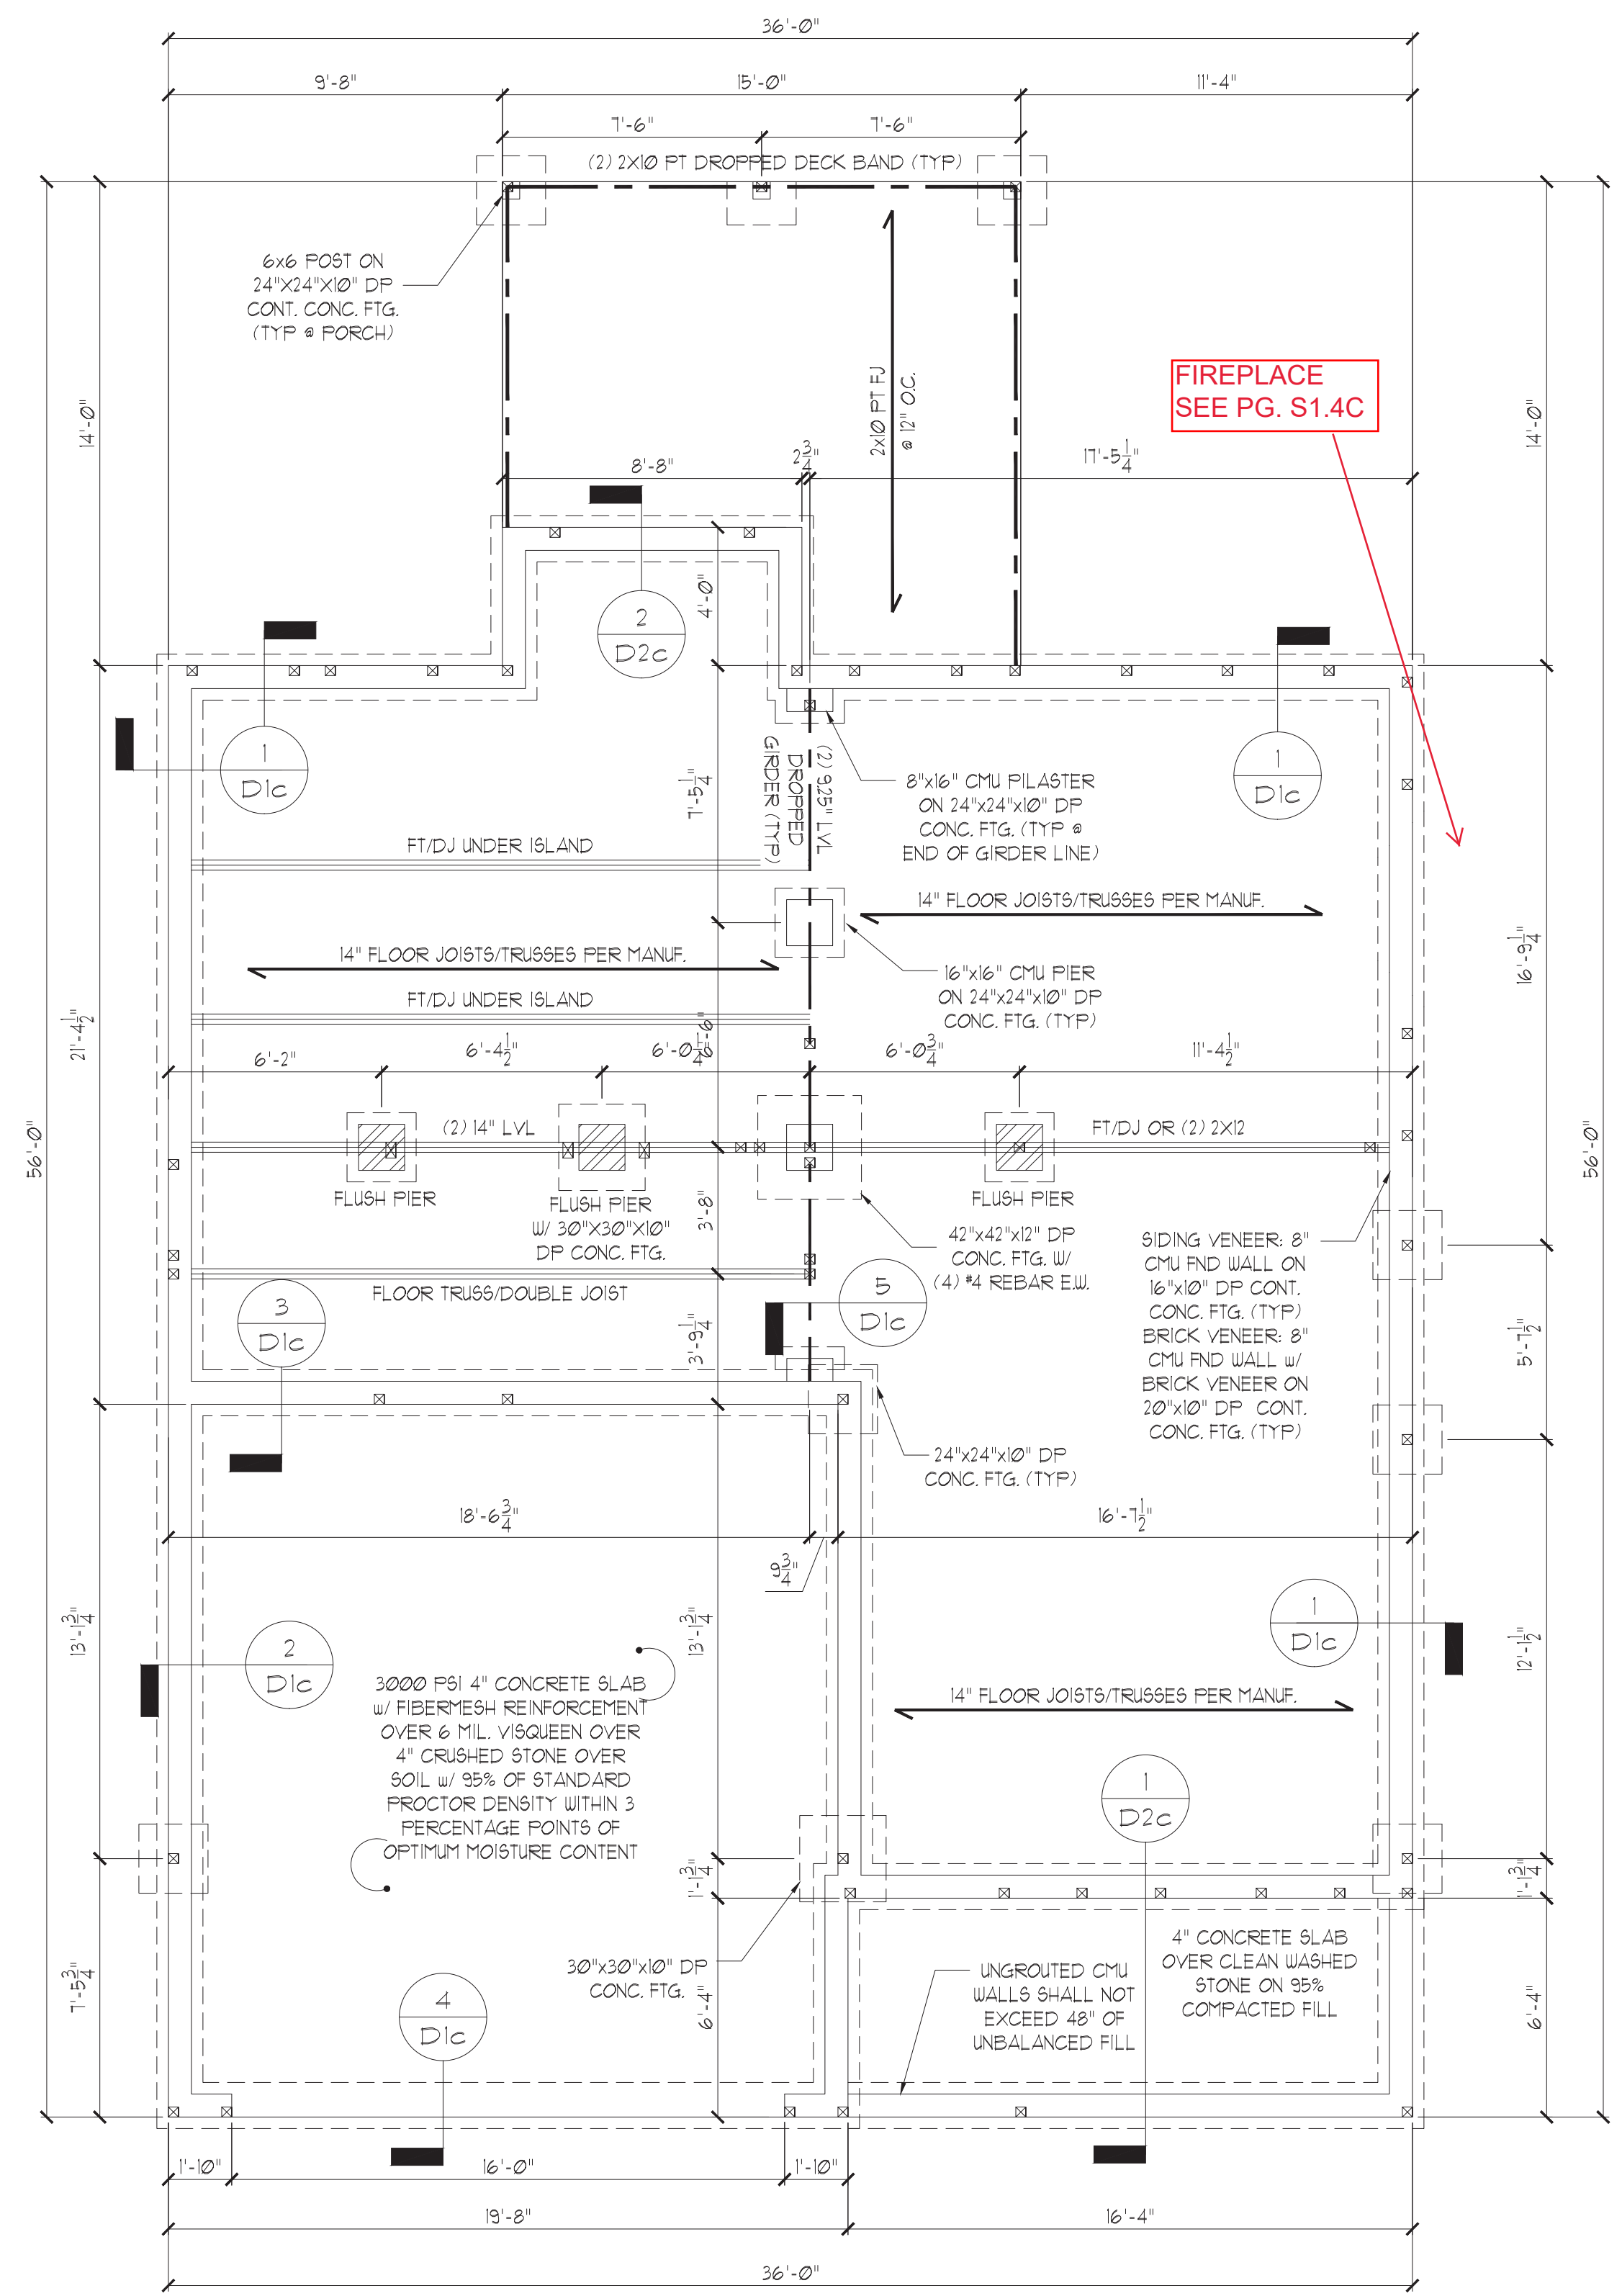 36'-0"
9'-8"
15'-0"
11'-4"
7'-6"
7'-6"
(2) 2X10 PT DROPPED DECK BAND (TYP)
6x6 POST ON
24"X24"X10" DP
CONT. CONC. FTG.
(TYP @ PORCH)
2x10 PT FJ
@ 12" O.C.
FIREPLACE
SEE PG. S1.4C
14'-0"
14'-0"
8'-8"
2 3/4"
17'-5 1/4"
4'-0"
2
D2c
1
D1c
1
D1c
7'-5 1/4"
(2) 9.25" LVL
DROPPED
GIRDER (TYP)
8"x16" CMU PILASTER
ON 24"x24"x10" DP
CONC. FTG. (TYP @
END OF GIRDER LINE)
FT/DJ UNDER ISLAND
14" FLOOR JOISTS/TRUSSES PER MANUF.
14" FLOOR JOISTS/TRUSSES PER MANUF.
16"x16" CMU PIER
ON 24"x24"x10" DP
CONC. FTG. (TYP)
FT/DJ UNDER ISLAND
21'-4 1/2"
16'-9 1/4"
6'-2"
6'-4 1/2"
6'-0 1/4"
-6"
6'-0 3/4"
11'-4 1/2"
56'-0"
56'-0"
(2) 14" LVL
FT/DJ OR (2) 2X12
FLUSH PIER
FLUSH PIER
W/ 30"X30"X10"
DP CONC. FTG.
FLUSH PIER
3'-8"
42"x42"x12" DP
CONC. FTG. W/
(4) #4 REBAR E.W.
SIDING VENEER: 8"
CMU FND WALL ON
16"x10" DP CONT.
CONC. FTG. (TYP)
BRICK VENEER: 8"
CMU FND WALL w/
BRICK VENEER ON
20"x10" DP CONT.
CONC. FTG. (TYP)
FLOOR TRUSS/DOUBLE JOIST
3
D1c
5
D1c
3'-9 1/4"
5'-7 1/2"
24"x24"x10" DP
CONC. FTG. (TYP)
18'-6 3/4"
16'-7 1/2"
9 3/4"
13'-1 3/4"
13'-1 3/4"
12'-1 1/2"
1
D1c
2
D1c
3000 PSI 4" CONCRETE SLAB
w/ FIBERMESH REINFORCEMENT
OVER 6 MIL. VISQUEEN OVER
4" CRUSHED STONE OVER
SOIL w/ 95% OF STANDARD
PROCTOR DENSITY WITHIN 3
PERCENTAGE POINTS OF
OPTIMUM MOISTURE CONTENT
14" FLOOR JOISTS/TRUSSES PER MANUF.
1
D2c
1'-1 3/4"
1'-1 3/4"
30"x30"x10" DP
CONC. FTG.
UNGROUTED CMU
WALLS SHALL NOT
EXCEED 48" OF
UNBALANCED FILL
4" CONCRETE SLAB
OVER CLEAN WASHED
STONE ON 95%
COMPACTED FILL
7'-5 3/4"
6'-4"
6'-4"
4
D1c
1'-10"
16'-0"
1'-10"
19'-8"
16'-4"
36'-0"